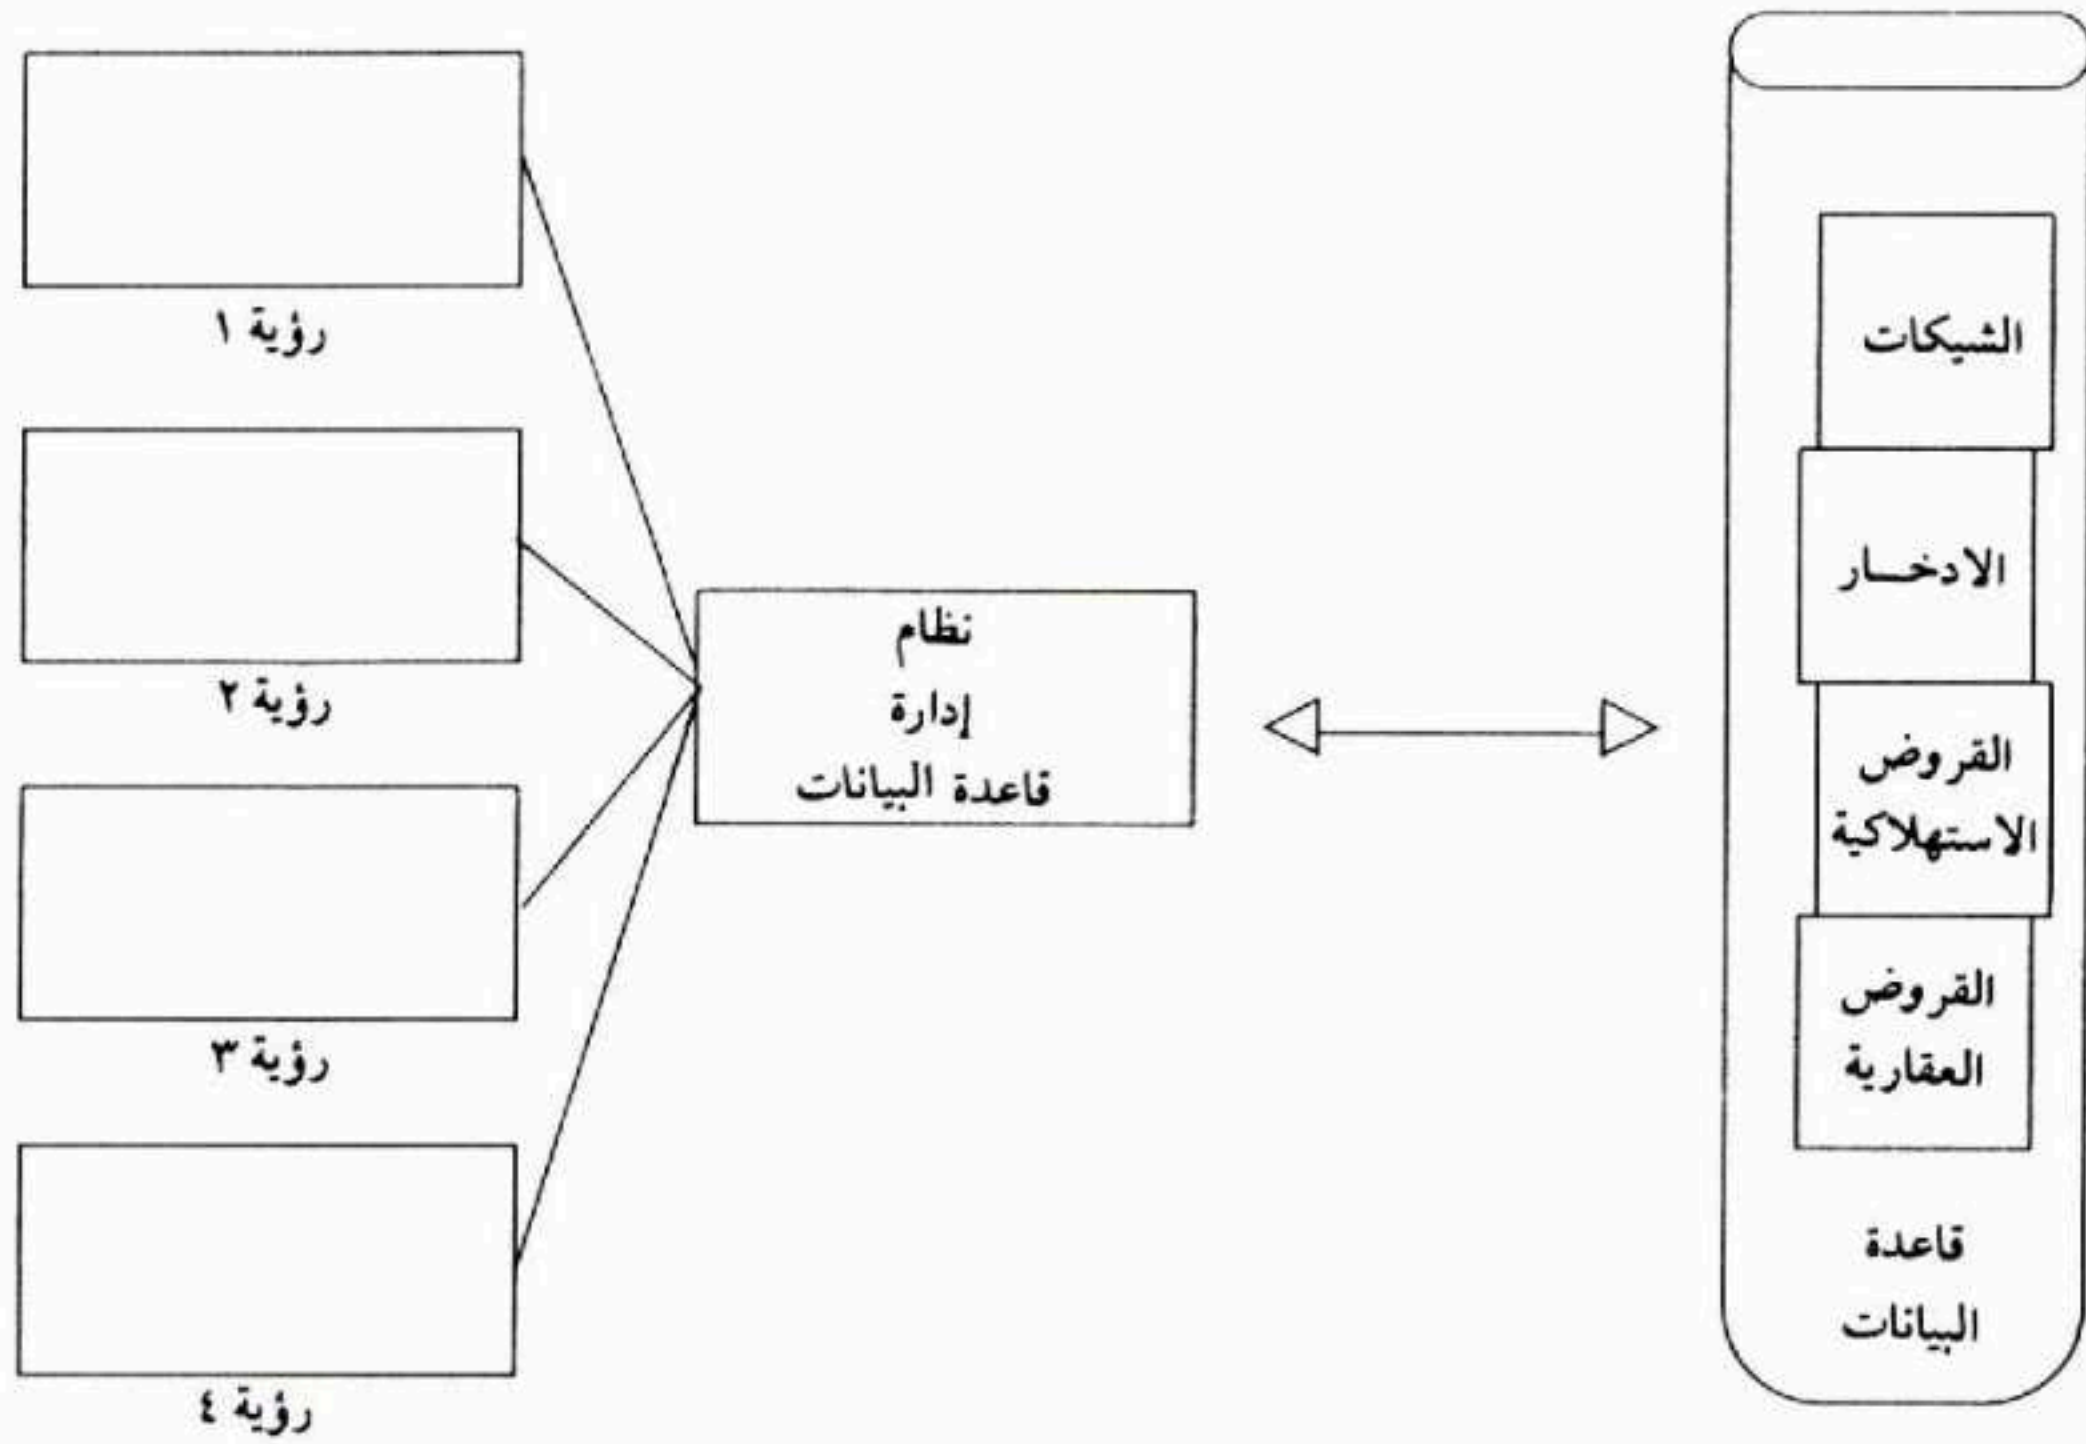 الشيكات
الادخـار
القروض
الاستهلاكية
القروض
العقارية
قاعدة
البيانات
نظام
إدارة
قاعدة البيانات
رؤية ١
رؤية ٢
رؤية ٣
رؤية ٤